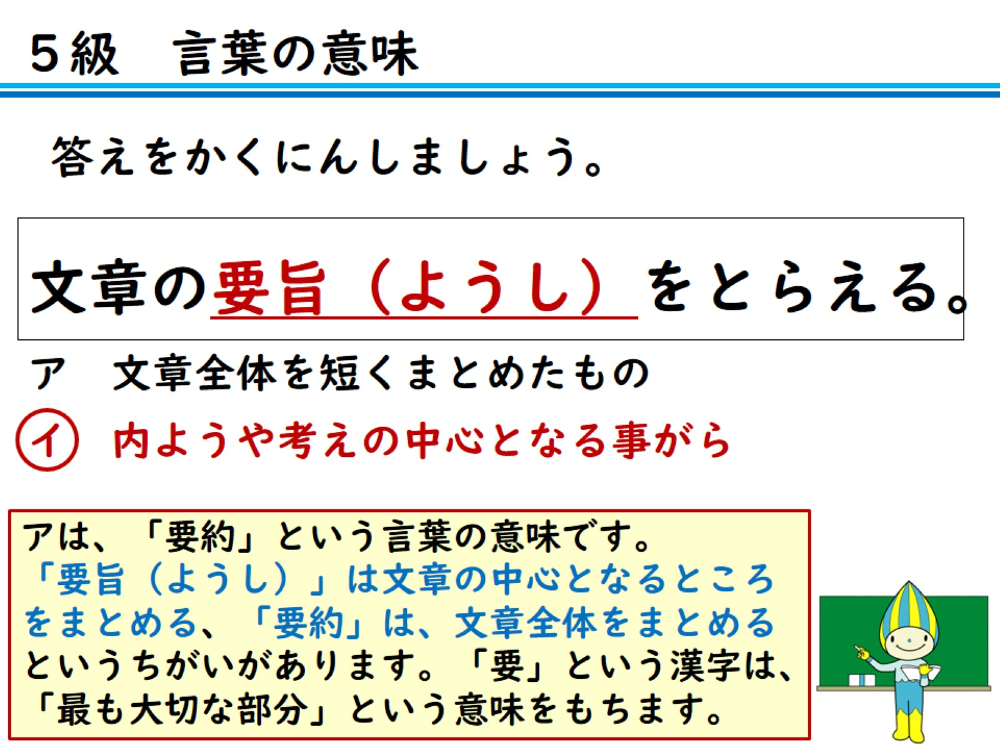 ５級　言葉の意味
答えをかくにんしましょう。
文章の要旨（ようし）をとらえる。
ア　文章全体を短くまとめたもの
イ　内ようや考えの中心となる事がら
アは、「要約」という言葉の意味です。
「要旨（ようし）」は文章の中心となるところ
をまとめる、「要約」は、文章全体をまとめる
というちがいがあります。「要」という漢字は、
「最も大切な部分」という意味をもちます。